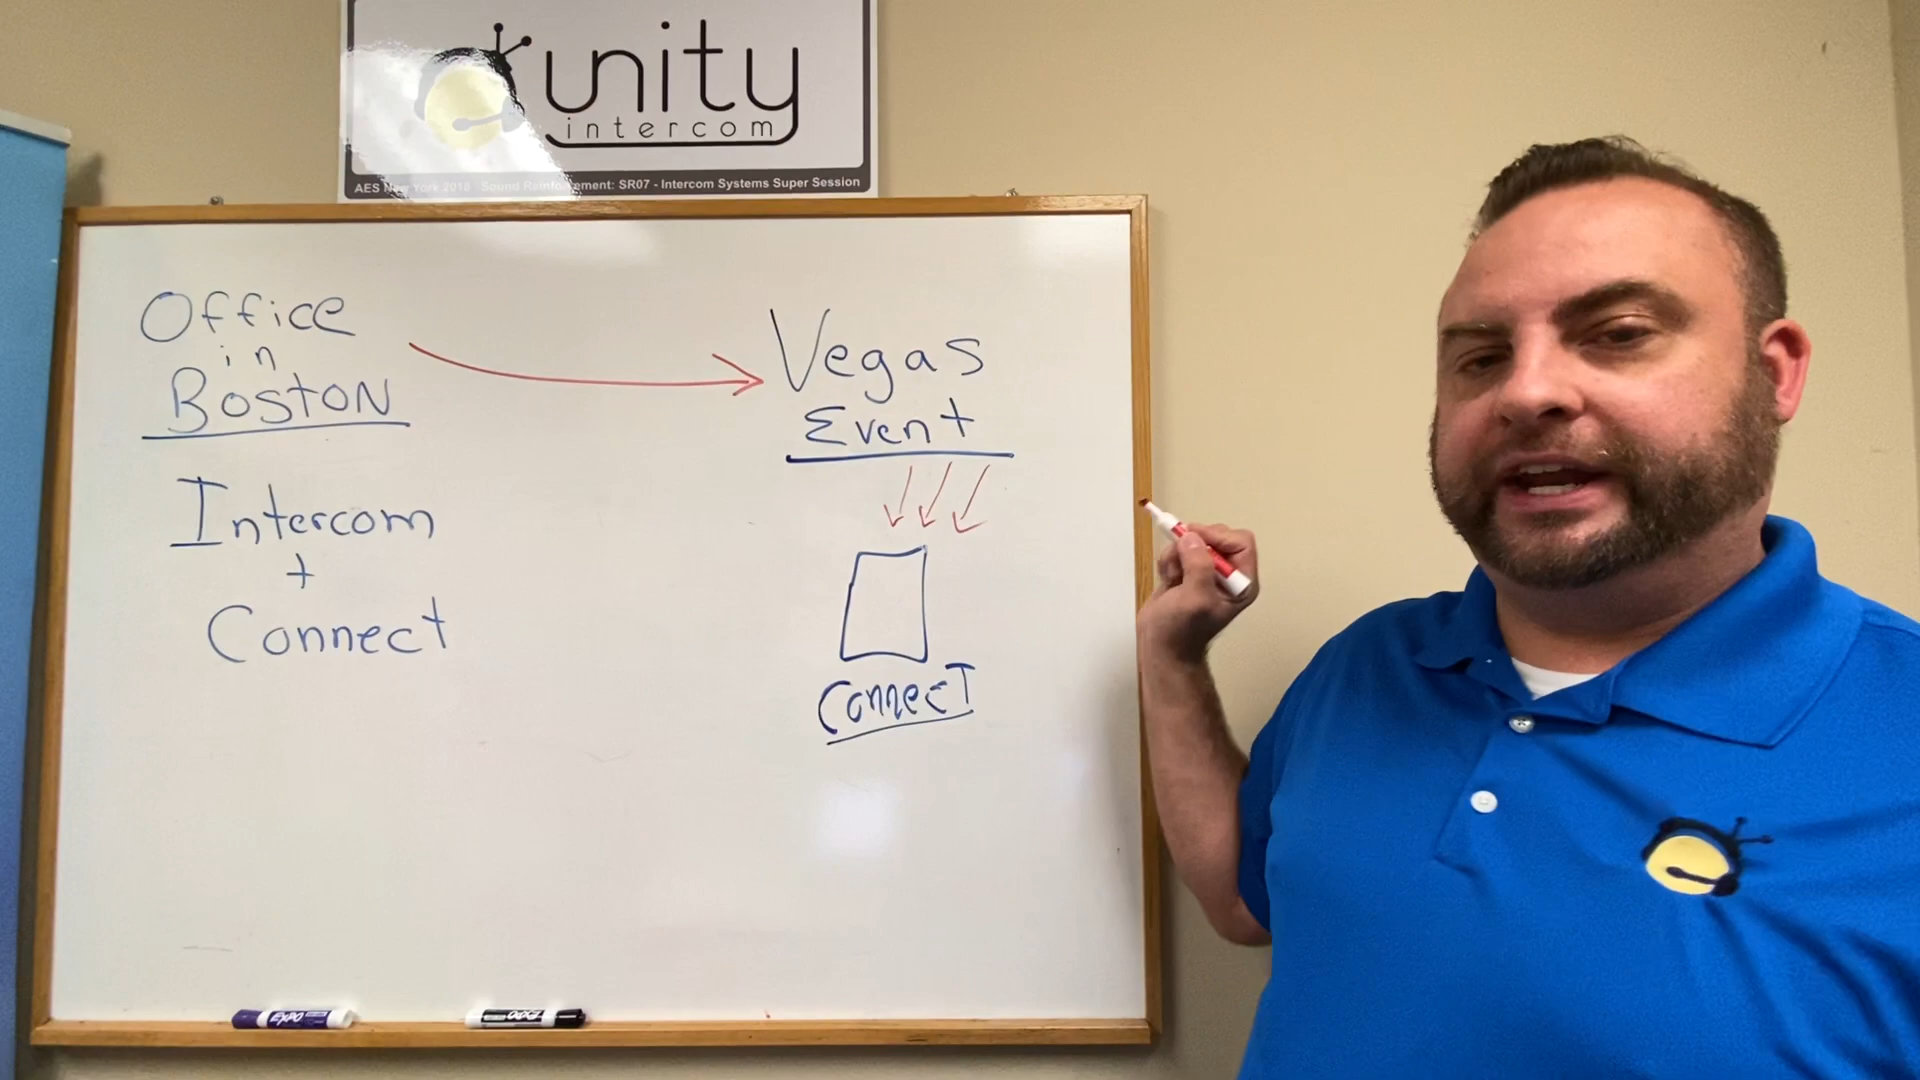 unity
intercom
AES New York 2018 Sound Reinforcement: SR07 - Intercom Systems Super Session
Office
in
BOSTON
Intercom
+
Connect
Vegas
Event
Connect
EXPO
EXPO